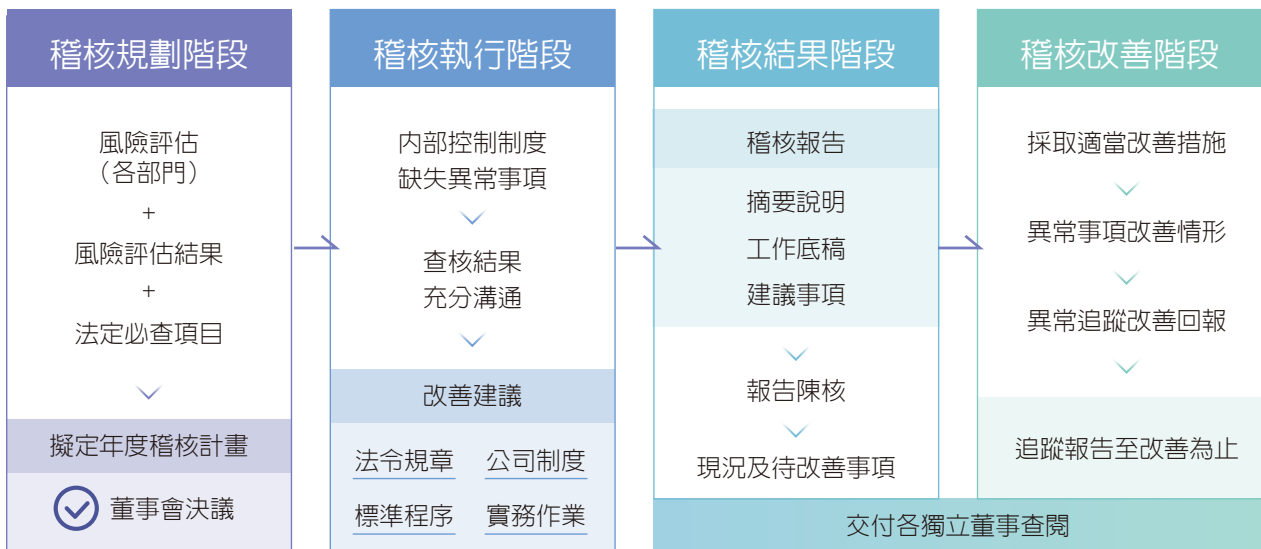 稽核規劃階段
風險評估
（各部門）
+
風險評估結果
+
法定必查項目
擬定年度稽核計畫
董事會決議
稽核執行階段
內部控制制度
缺失異常事項
查核結果
充分溝通
改善建議
法令規章 公司制度
標準程序 實務作業
稽核結果階段
稽核報告
摘要說明
工作底稿
建議事項
報告陳核
現況及待改善事項
稽核改善階段
採取適當改善措施
異常事項改善情形
異常追蹤改善回報
追蹤報告至改善為止
交付各獨立董事查閱